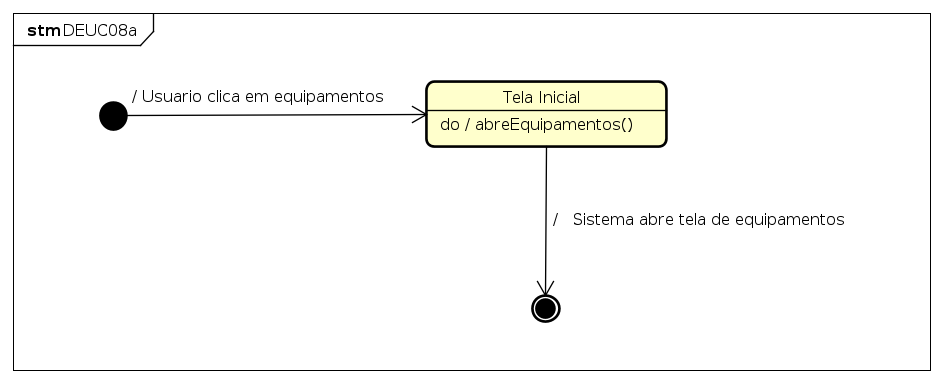 stm DEUC08a
/ Usuario clica em equipamentos
Tela Inicial
do / abreEquipamentos()
/ Sistema abre tela de equipamentos